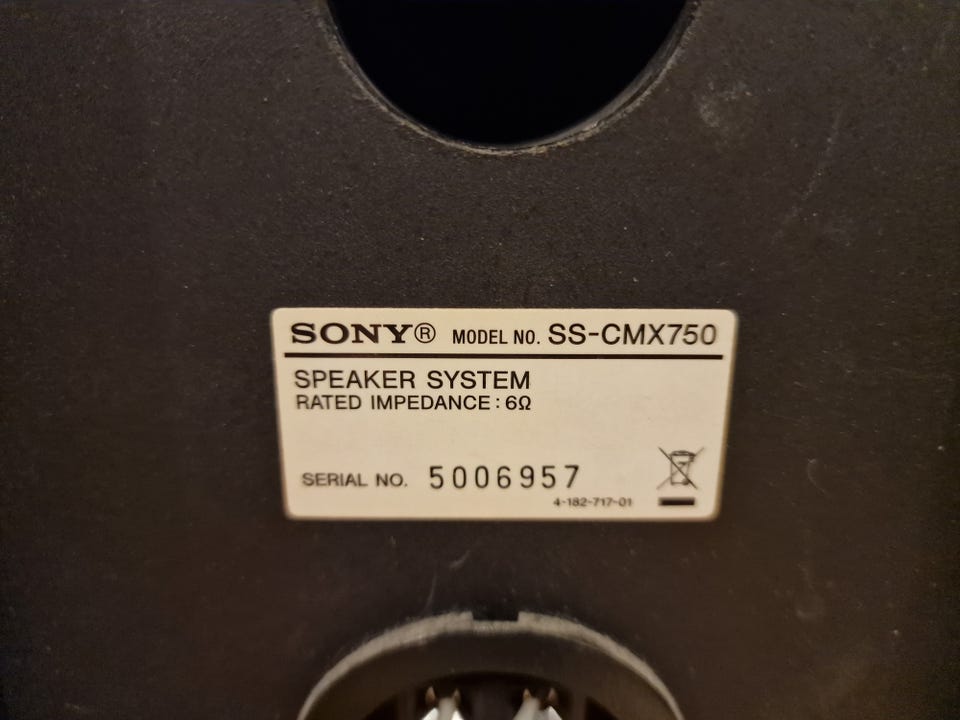 SONY® MODEL NO. SS-CMX750
SPEAKER SYSTEM
RATED IMPEDANCE : 6Ω
SERIAL NO. 5006957
4-182-717-01